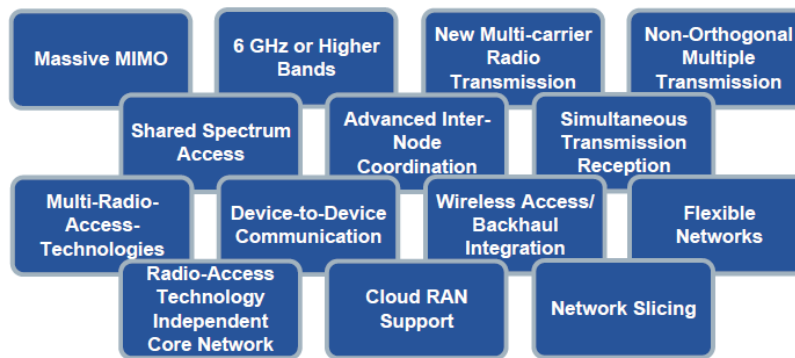 Massive MIMO
6 GHz or Higher
Bands
New Multi-carrier
Radio
Transmission
Non-Orthogonal
Multiple
Transmission
Shared Spectrum
Access
Advanced Inter-
Node
Coordination
Simultaneous
Transmission
Reception
Multi-Radio-
Access-
Technologies
Device-to-Device
Communication
Wireless Access/
Backhaul
Integration
Flexible
Networks
Radio-Access
Technology
Independent
Core Network
Cloud RAN
Support
Network Slicing